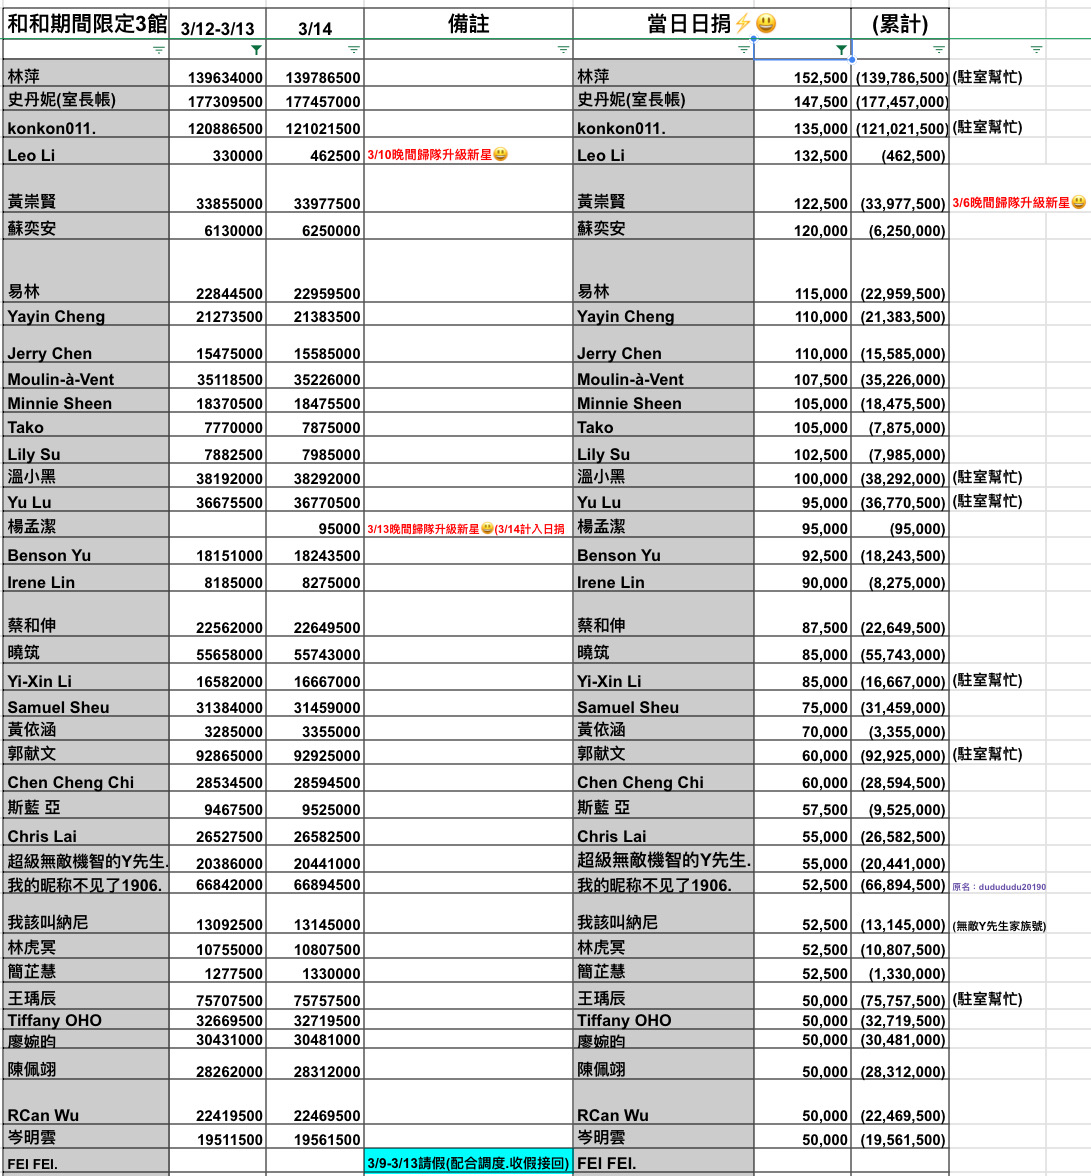 和和期間限定3館 3/12-3/13 3/14 備註 當日日捐⚡😃 (累計)
林萍 139634000 139786500 林萍 152,500 (139,786,500) (駐室幫忙)
史丹妮(室長帳) 177309500 177457000 史丹妮(室長帳) 147,500 (177,457,000)
konkon011. 120886500 121021500 konkon011. 135,000 (121,021,500) (駐室幫忙)
Leo Li 330000 462500 3/10晚間歸隊升級新星😃 Leo Li 132,500 (462,500)
黃崇賢 33855000 33977500 黃崇賢 122,500 (33,977,500) 3/6晚間歸隊升級新星😃
蘇奕安 6130000 6250000 蘇奕安 120,000 (6,250,000)
易林 22844500 22959500 易林 115,000 (22,959,500)
Yayin Cheng 21273500 21383500 Yayin Cheng 110,000 (21,383,500)
Jerry Chen 15475000 15585000 Jerry Chen 110,000 (15,585,000)
Moulin-à-Vent 35118500 35226000 Moulin-à-Vent 107,500 (35,226,000)
Minnie Sheen 18370500 18475500 Minnie Sheen 105,000 (18,475,500)
Tako 7770000 7875000 Tako 105,000 (7,875,000)
Lily Su 7882500 7985000 Lily Su 102,500 (7,985,000)
溫小黑 38192000 38292000 溫小黑 100,000 (38,292,000) (駐室幫忙)
Yu Lu 36675500 36770500 Yu Lu 95,000 (36,770,500) (駐室幫忙)
楊孟潔 95000 3/13晚間歸隊升級新星😃(3/14計入日捐 楊孟潔 95,000 (95,000)
Benson Yu 18151000 18243500 Benson Yu 92,500 (18,243,500)
Irene Lin 8185000 8275000 Irene Lin 90,000 (8,275,000)
蔡和伸 22562000 22649500 蔡和伸 87,500 (22,649,500)
曉筑 55658000 55743000 曉筑 85,000 (55,743,000)
Yi-Xin Li 16582000 16667000 Yi-Xin Li 85,000 (16,667,000) (駐室幫忙)
Samuel Sheu 31384000 31459000 Samuel Sheu 75,000 (31,459,000)
黃依涵 3285000 3355000 黃依涵 70,000 (3,355,000)
郭献文 92865000 92925000 郭献文 60,000 (92,925,000) (駐室幫忙)
Chen Cheng Chi 28534500 28594500 Chen Cheng Chi 60,000 (28,594,500)
斯藍 亞 9467500 9525000 斯藍 亞 57,500 (9,525,000)
Chris Lai 26527500 26582500 Chris Lai 55,000 (26,582,500)
超級無敵機智的Y先生. 20386000 20441000 超級無敵機智的Y先生. 55,000 (20,441,000)
我的昵称不见了1906. 66842000 66894500 我的昵称不见了1906. 52,500 (66,894,500) 原名：dudududu20190
我該叫納尼 13092500 13145000 我該叫納尼 52,500 (13,145,000) (無敵Y先生家族號)
林虎冥 10755000 10807500 林虎冥 52,500 (10,807,500)
簡芷慧 1277500 1330000 簡芷慧 52,500 (1,330,000)
王瑀辰 75707500 75757500 王瑀辰 50,000 (75,757,500) (駐室幫忙)
Tiffany OHO 32669500 32719500 Tiffany OHO 50,000 (32,719,500)
廖婉昀 30431000 30481000 廖婉昀 50,000 (30,481,000)
陳佩翊 28262000 28312000 陳佩翊 50,000 (28,312,000)
RCan Wu 22419500 22469500 RCan Wu 50,000 (22,469,500)
岑明雲 19511500 19561500 岑明雲 50,000 (19,561,500)
FEI FEI. 3/9-3/13請假(配合調度.收假接回) FEI FEI.